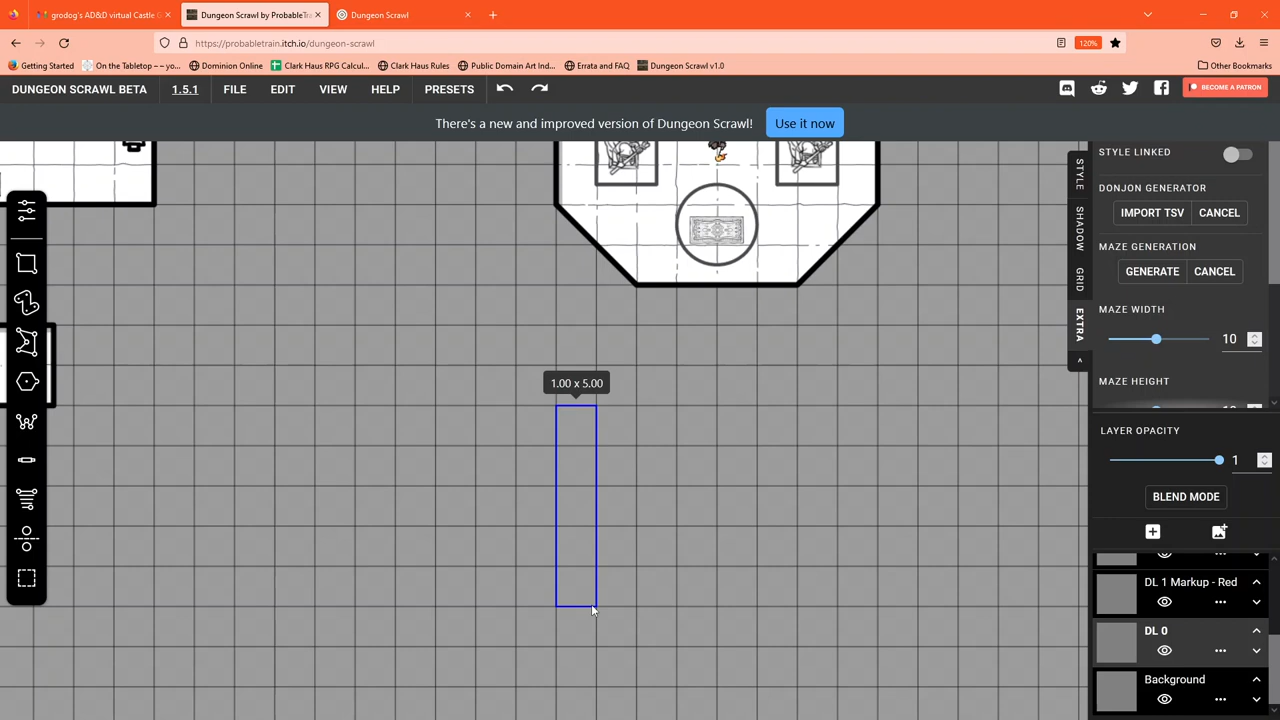 grodog's AD&D virtual Castle G
Dungeon Scrawl by ProbableTra
Dungeon Scrawl
https://probabletrain.itch.io/dungeon-scrawl
120%
Getting Started
On the Tabletop – – yo...
Dominion Online
Clark Haus RPG Calcul...
Clark Haus Rules
Public Domain Art Ind...
Errata and FAQ
Dungeon Scrawl v1.0
Other Bookmarks
DUNGEON SCRAWL BETA
1.5.1
FILE
EDIT
VIEW
HELP
PRESETS
BECOME A PATRON
There's a new and improved version of Dungeon Scrawl!
Use it now
STYLE
SHADOW
GRID
EXTRA
STYLE LINKED
DONJON GENERATOR
IMPORT TSV
CANCEL
MAZE GENERATION
GENERATE
CANCEL
MAZE WIDTH
10
MAZE HEIGHT
1.00 x 5.00
LAYER OPACITY
1
BLEND MODE
DL 1 Markup - Red
DL 0
Background